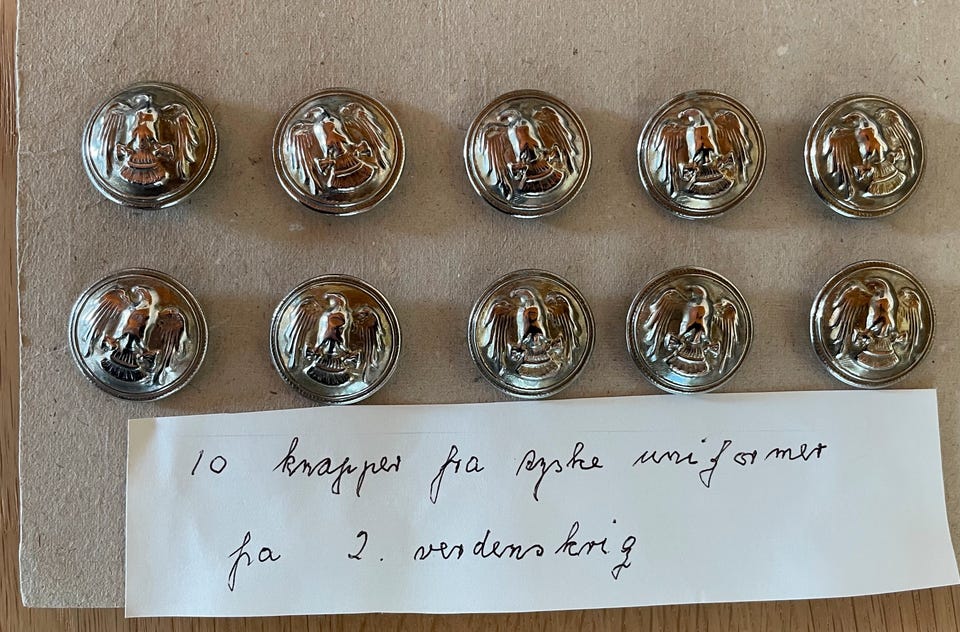 10 knapper fra tyske uniformer
fra 2. verdenskrig